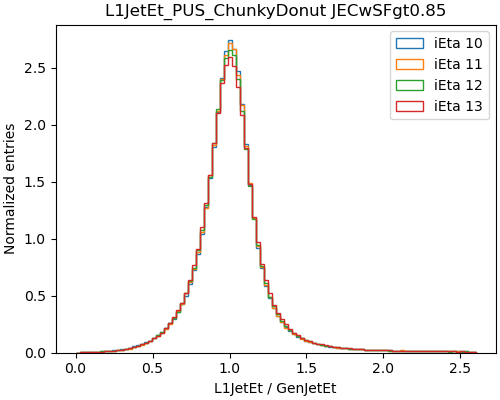 L1JetEt_PUS_ChunkyDonut JECwSFgt0.85
iEta 10
iEta 11
iEta 12
iEta 13
Normalized entries
2.5
2.0
1.5
1.0
0.5
0.0
0.0 0.5 1.0 1.5 2.0 2.5
L1JetEt / GenJetEt